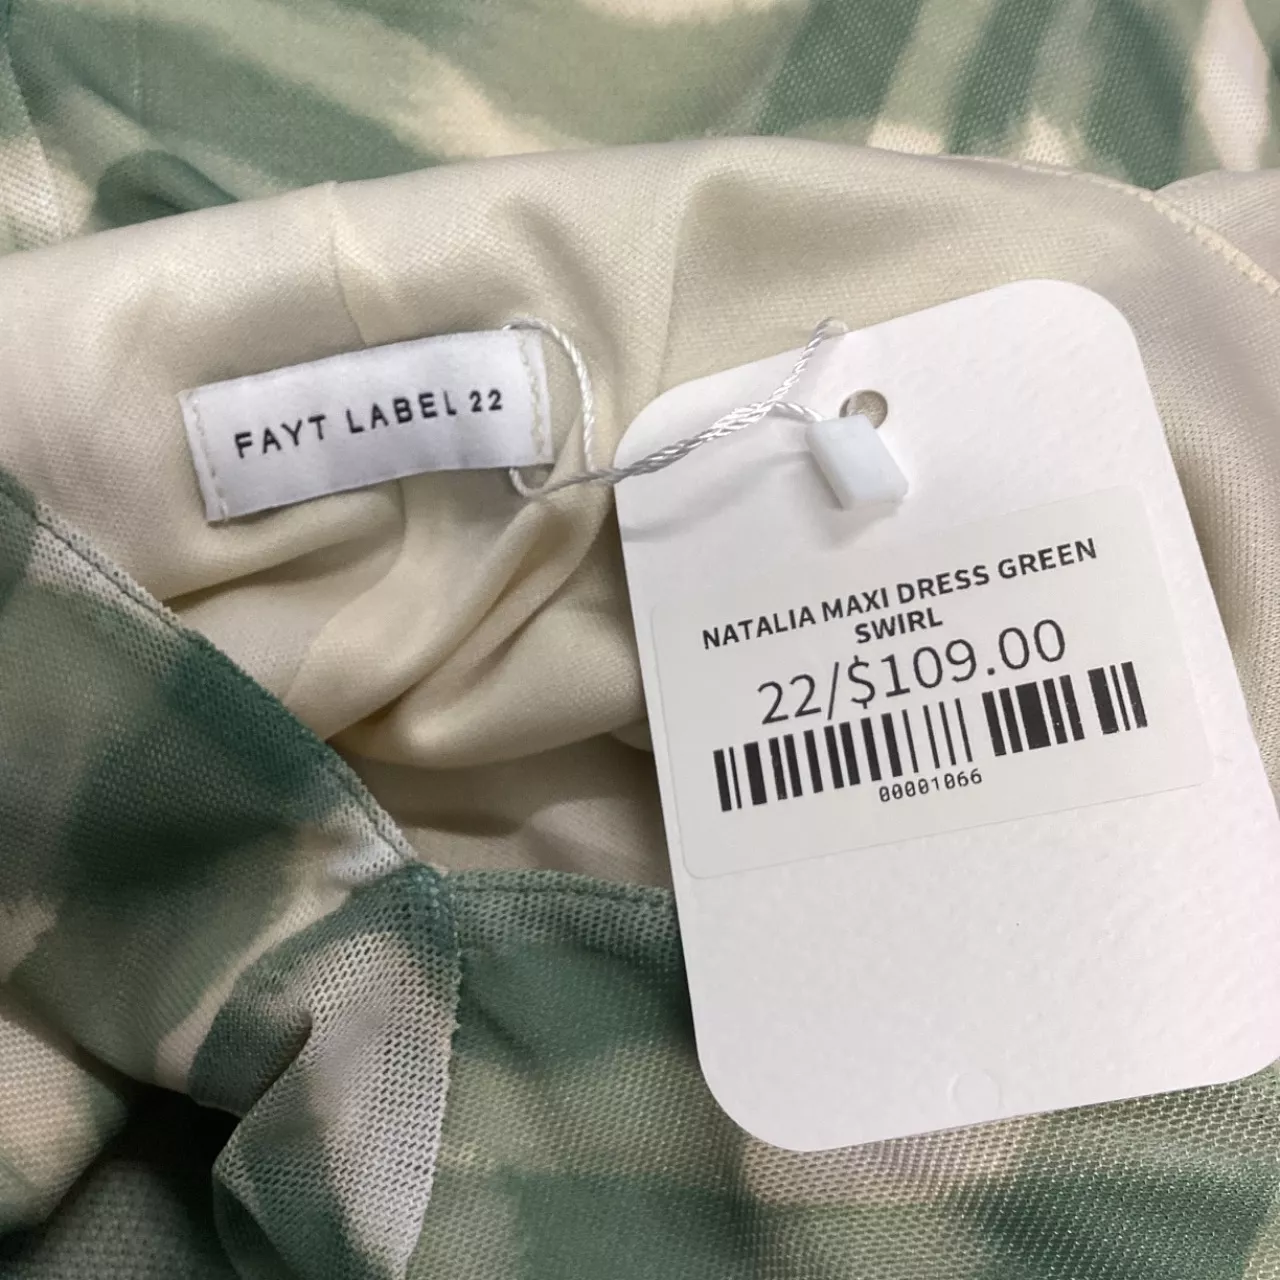 FAYT LABEL 22
NATALIA MAXI DRESS GREEN
SWIRL
22/$109.00
00001066